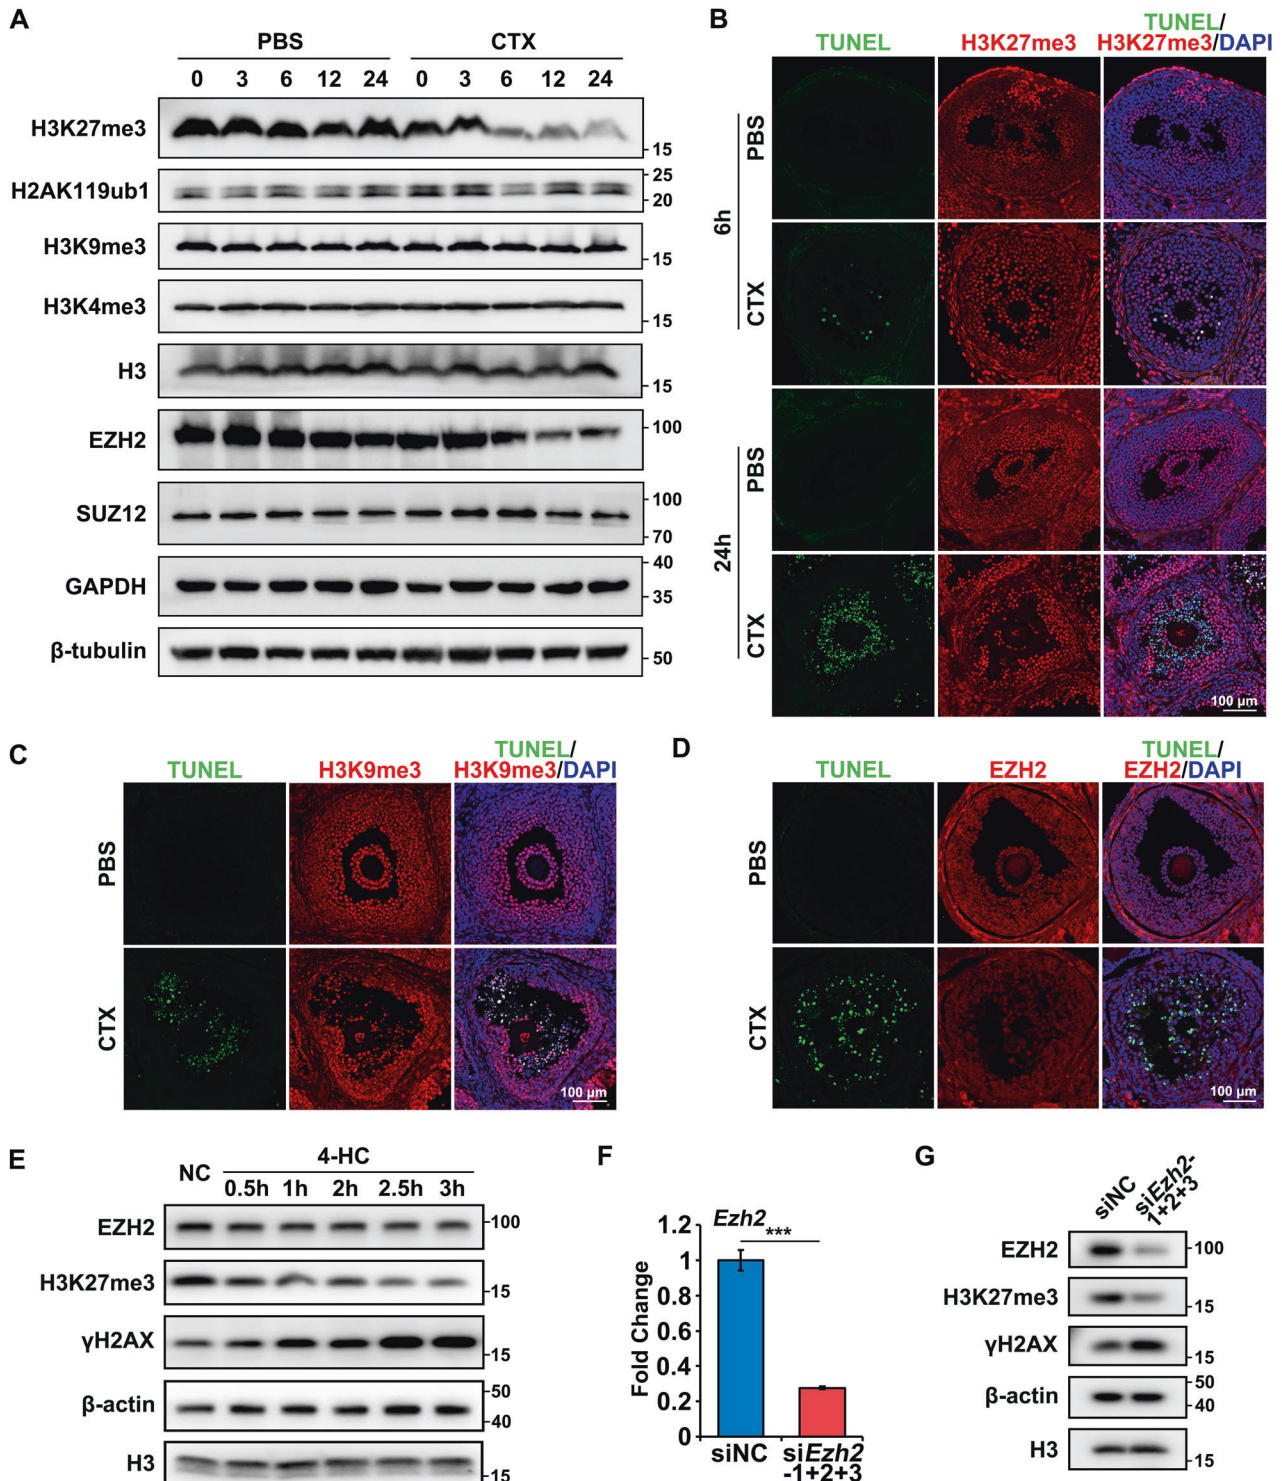 A
PBS CTX
0 3 6 12 24 0 3 6 12 24
H3K27me3
15
H2AK119ub1
25
20
H3K9me3
15
H3K4me3
15
H3
15
EZH2
100
SUZ12
100
70
GAPDH
40
35
β-tubulin
50
B
TUNEL H3K27me3 TUNEL/
H3K27me3/DAPI
6h
PBS
CTX
24h
PBS
CTX
100 µm
C
TUNEL H3K9me3 TUNEL/
H3K9me3/DAPI
PBS
CTX
100 µm
D
TUNEL EZH2 TUNEL/
EZH2/DAPI
PBS
CTX
100 µm
E
NC 4-HC
0.5h 1h 2h 2.5h 3h
EZH2
100
H3K27me3
15
γH2AX
15
β-actin
50
40
H3
15
F
Ezh2
***
Fold Change
1.2
1
0.8
0.6
0.4
0.2
0
siNC siEzh2
-1+2+3
G
siNC siEzh2-
1+2+3
EZH2
100
H3K27me3
15
γH2AX
15
β-actin
50
40
H3
15